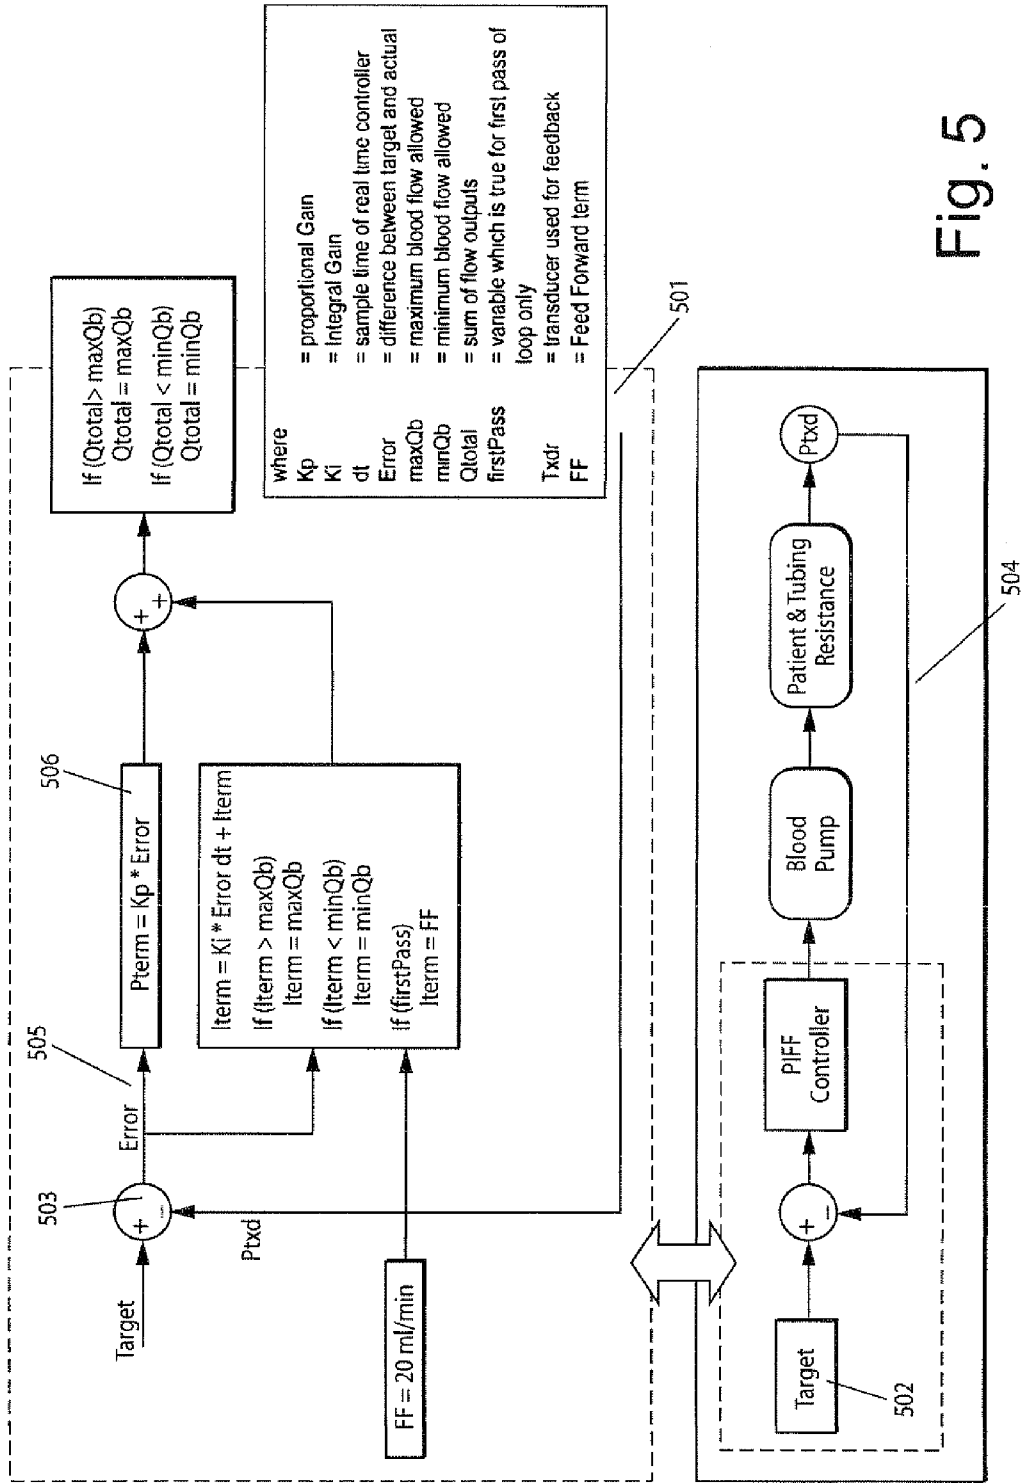 Target
503
Error
505
Pterm = Kp * Error
506
+
-
+
+
If (Qtotal> maxQb)
Qtotal = maxQb
If (Qtotal < minQb)
Qtotal = minQb
Iterm = Ki * Error dt + Iterm
If (Iterm > maxQb)
Iterm = maxQb
If (Iterm < minQb)
Iterm = minQb
If (firstPass)
Iterm = FF
Ptxd
FF = 20 ml/min
where
Kp = proportional Gain
Ki = Integral Gain
dt = sample time of real time controller
Error = difference between target and actual
maxQb = maximum blood flow allowed
minQb = minimum blood flow allowed
Qtotal = sum of flow outputs
firstPass = variable which is true for first pass of
loop only
Txdr = transducer used for feedback
FF = Feed Forward term
501
Target
502
+
-
PIFF
Controller
Blood
Pump
Patient & Tubing
Resistance
Ptxd
504
Fig. 5